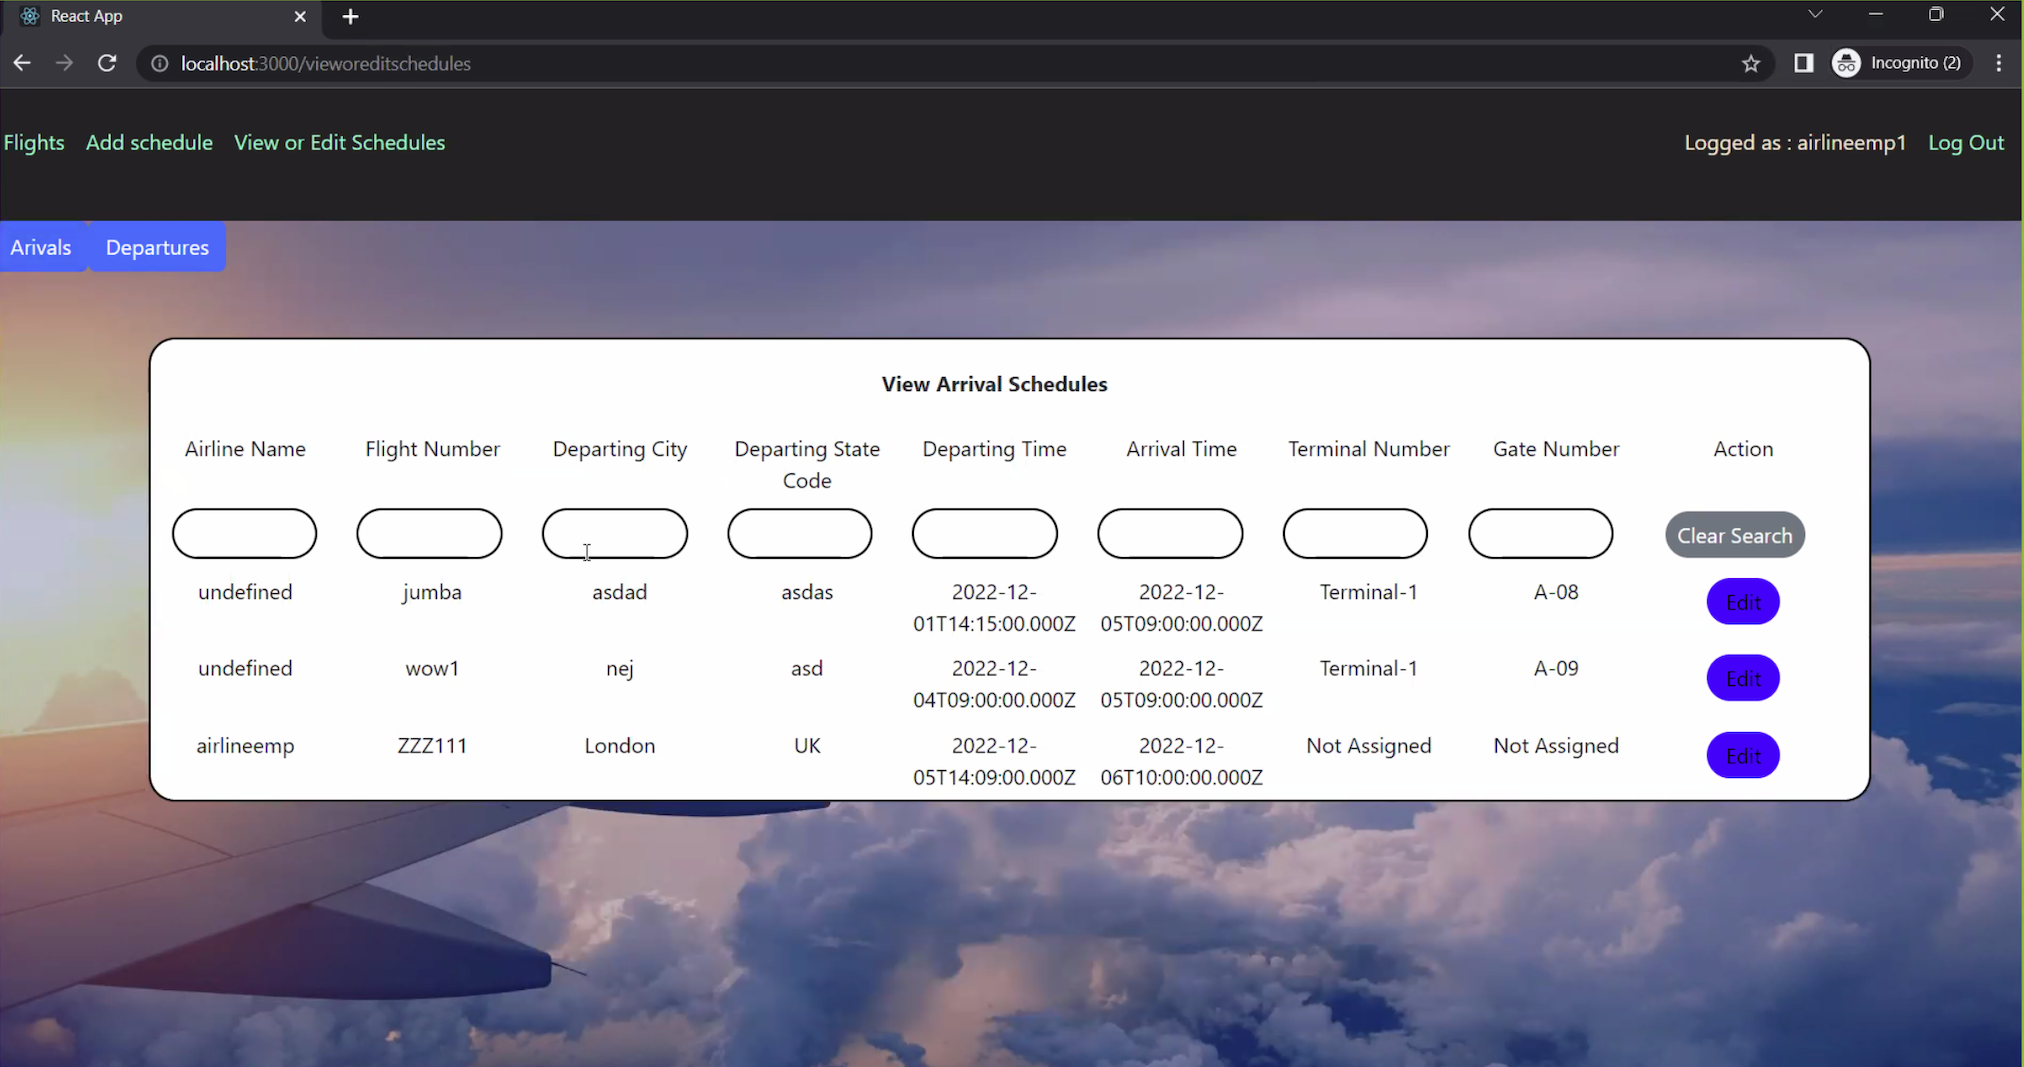 React App
localhost:3000/vieworeditschedules
Incognito (2)
Flights Add schedule View or Edit Schedules
Logged as : airlineemp1 Log Out
Arivals Departures
View Arrival Schedules
Airline Name Flight Number Departing City Departing State Code Departing Time Arrival Time Terminal Number Gate Number Action
Clear Search
undefined jumba asdad asdas 2022-12-01T14:15:00.000Z 2022-12-05T09:00:00.000Z Terminal-1 A-08 Edit
undefined wow1 nej asd 2022-12-04T09:00:00.000Z 2022-12-05T09:00:00.000Z Terminal-1 A-09 Edit
airlineemp ZZZ111 London UK 2022-12-05T14:09:00.000Z 2022-12-06T10:00:00.000Z Not Assigned Not Assigned Edit